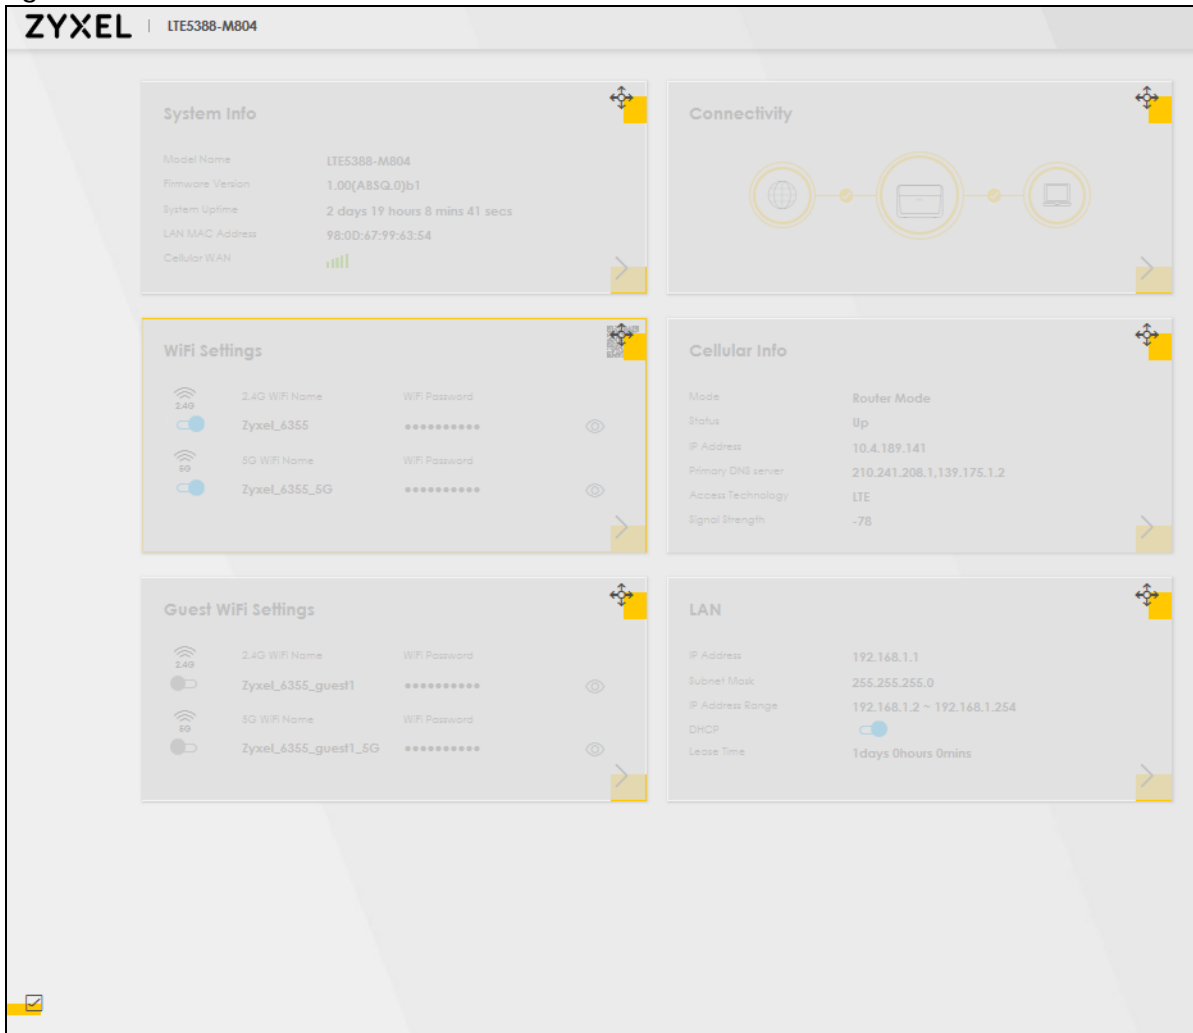 ZYXEL | LTE5388-M804
System Info
Model Name LTE5388-M804
Firmware Version 1.00(ABSQ.0)b1
System Uptime 2 days 19 hours 8 mins 41 secs
LAN MAC Address 98:0D:67:99:63:54
Cellular WAN
Connectivity
WiFi Settings
2.4G WiFi Name WiFi Password
2.4G
Zyxel_6355 ••••••••••
5G WiFi Name WiFi Password
5G
Zyxel_6355_5G ••••••••••
Cellular Info
Mode Router Mode
Status Up
IP Address 10.4.189.141
Primary DNS server 210.241.208.1,139.175.1.2
Access Technology LTE
Signal Strength -78
Guest WiFi Settings
2.4G WiFi Name WiFi Password
2.4G
Zyxel_6355_guest1 ••••••••••
5G WiFi Name WiFi Password
5G
Zyxel_6355_guest1_5G ••••••••••
LAN
IP Address 192.168.1.1
Subnet Mask 255.255.255.0
IP Address Range 192.168.1.2 ~ 192.168.1.254
DHCP
Lease Time 1days 0hours 0mins